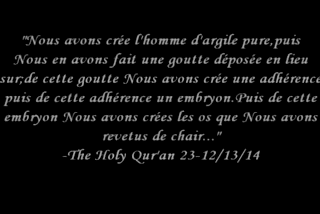 "Nous avons crée l'homme d'argile pure,puis
Nous en avons fait une goutte déposée en lieu
sur;de cette goutte Nous avons crée une adhérence
puis de cette adhérence un embryon.Puis de cette
embryon Nous avons crées les os que Nous avons
revetus de chair..."
-The Holy Qur'an 23-12/13/14